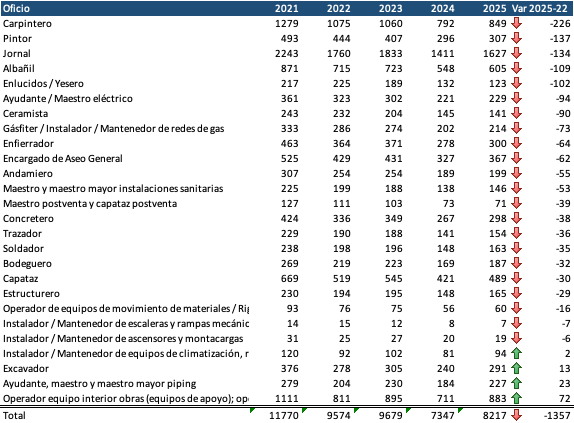 Oficio 2021 2022 2023 2024 2025 Var 2025-22
Carpintero 1279 1075 1060 792 849 -226
Pintor 493 444 407 296 307 -137
Jornal 2243 1760 1833 1411 1627 -134
Albañil 871 715 723 548 605 -109
Enlucidos / Yesero 217 225 189 132 123 -102
Ayudante / Maestro eléctrico 361 323 302 221 229 -94
Ceramista 243 232 204 145 141 -90
Gásfiter / Instalador / Mantenedor de redes de gas 333 286 274 202 214 -73
Enfierrador 463 364 371 278 300 -64
Encargado de Aseo General 525 429 431 327 367 -62
Andamiero 307 254 254 189 199 -55
Maestro y maestro mayor instalaciones sanitarias 225 199 188 138 146 -53
Maestro postventa y capataz postventa 127 111 103 73 71 -39
Concretero 424 336 349 267 298 -38
Trazador 229 190 188 141 154 -36
Soldador 238 198 196 148 163 -35
Bodeguero 269 219 223 169 187 -32
Capataz 669 519 545 421 489 -30
Estructurero 230 194 195 148 165 -29
Operador de equipos de movimiento de materiales / Rig 93 76 75 56 60 -16
Instalador / Mantenedor de escaleras y rampas mecánic 14 15 12 8 7 -7
Instalador / Mantenedor de ascensores y montacargas 31 25 27 20 19 -6
Instalador / Mantenedor de equipos de climatización, r 120 92 102 81 94 2
Excavador 376 278 305 240 291 13
Ayudante, maestro y maestro mayor piping 279 204 230 184 227 23
Operador equipo interior obras (equipos de apoyo); op 1111 811 895 711 883 72
Total 11770 9574 9679 7347 8217 -1357